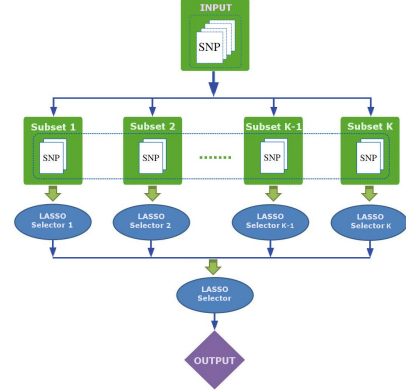 INPUT
SNP
Subset 1
Subset 2
Subset K-1
Subset K
SNP
SNP
.......
SNP
SNP
LASSO
Selector 1
LASSO
Selector 2
LASSO
Selector K-1
LASSO
Selector K
LASSO
Selector
OUTPUT